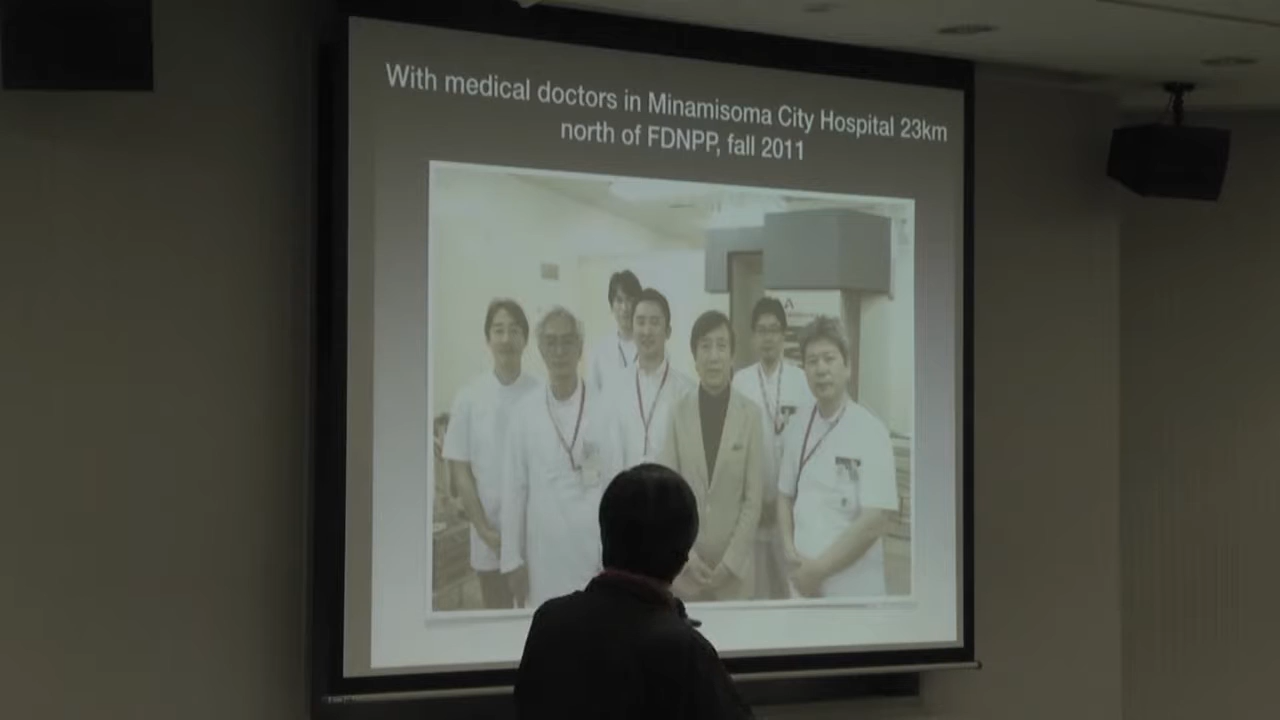 With medical doctors in Minamisoma City Hospital 23km
north of FDNPP, fall 2011